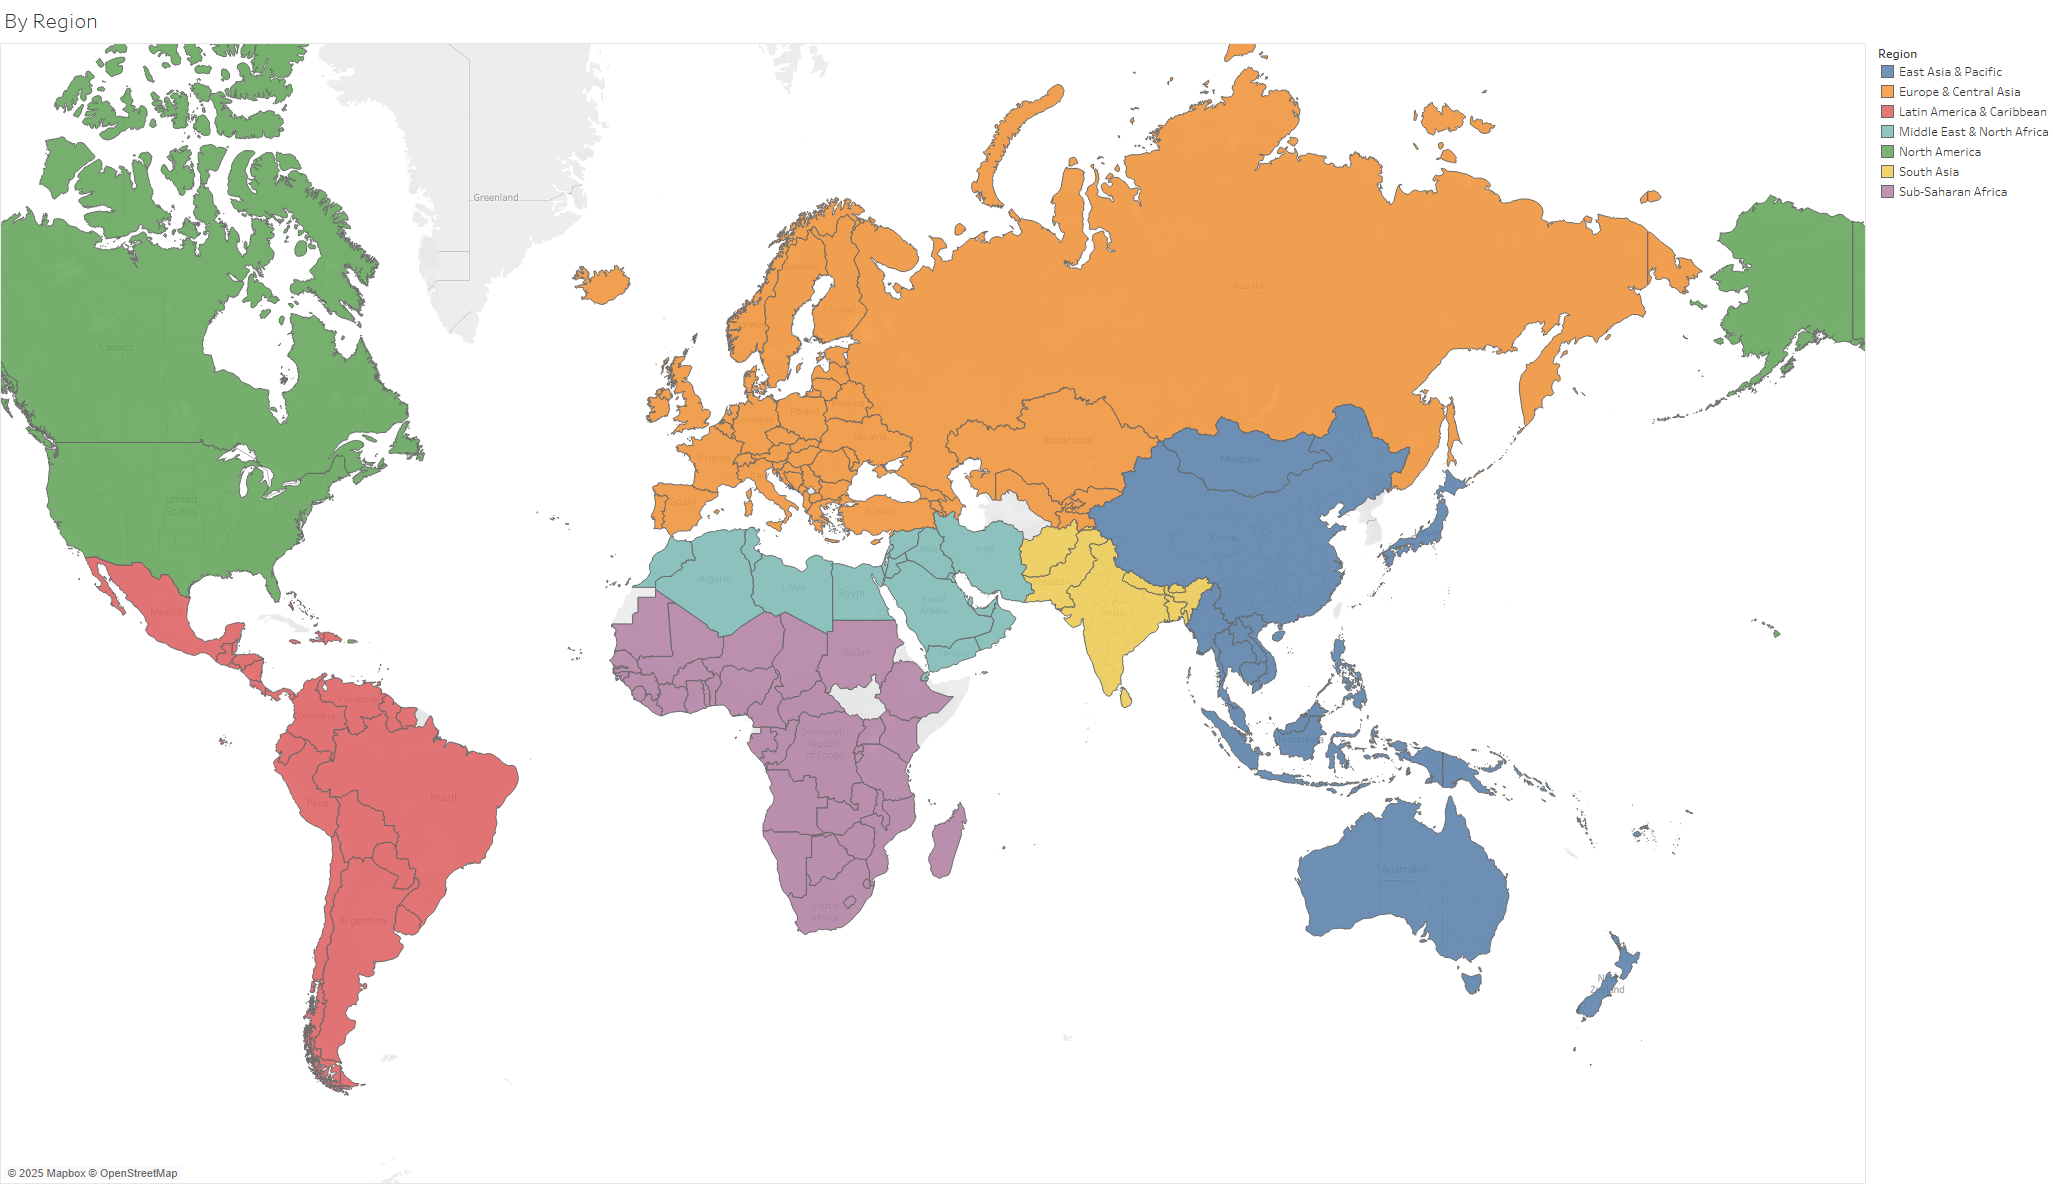 By Region
Region
East Asia & Pacific
Europe & Central Asia
Latin America & Caribbean
Middle East & North Africa
North America
South Asia
Sub-Saharan Africa
Greenland
Sweden
Russia
Finland
Canada
Poland
Belarus
Germany
Ukraine
Kazakhstan
France
Mongolia
United
States
Spain
Turkey
China
Iraq
Iran
Algeria
Libya
Egypt
Pakistan
Saudi
Arabia
Mexico
India
Sudan
Yemen
Venezuela
Colombia
Democratic
Republic
of Congo
Indonesia
Peru
Brazil
Australia
South
Africa
Argentina
© 2025 Mapbox © OpenStreetMap